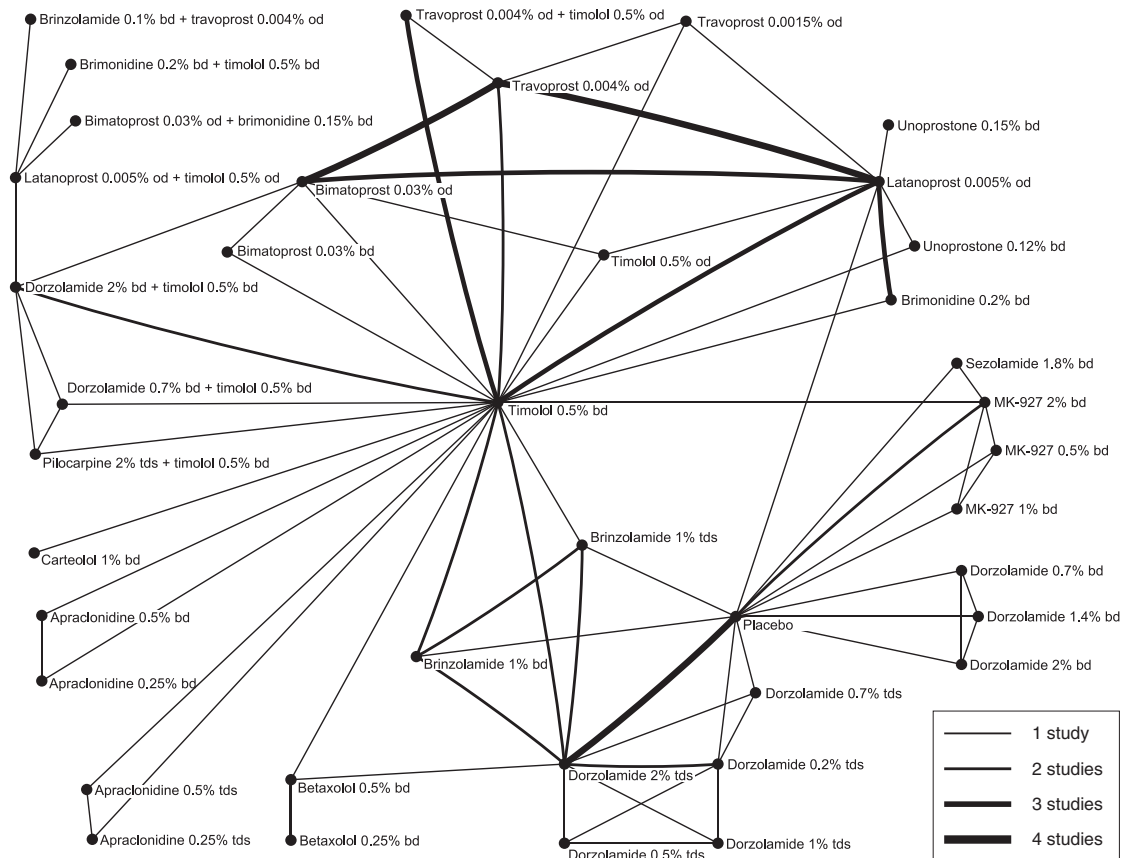 Brinzolamide 0.1% bd + travoprost 0.004% od
Travoprost 0.004% od + timolol 0.5% od
Travoprost 0.0015% od
Brimonidine 0.2% bd + timolol 0.5% bd
Travoprost 0.004% od
Bimatoprost 0.03% od + brimonidine 0.15% bd
Unoprostone 0.15% bd
Latanoprost 0.005% od + timolol 0.5% od
Bimatoprost 0.03% od
Latanoprost 0.005% od
Bimatoprost 0.03% bd
Timolol 0.5% od
Unoprostone 0.12% bd
Dorzolamide 2% bd + timolol 0.5% bd
Brimonidine 0.2% bd
Sezolamide 1.8% bd
Dorzolamide 0.7% bd + timolol 0.5% bd
Timolol 0.5% bd
MK-927 2% bd
Pilocarpine 2% tds + timolol 0.5% bd
MK-927 0.5% bd
MK-927 1% bd
Brinzolamide 1% tds
Carteolol 1% bd
Dorzolamide 0.7% bd
Apraclonidine 0.5% bd
Placebo
Dorzolamide 1.4% bd
Brinzolamide 1% bd
Dorzolamide 2% bd
Apraclonidine 0.25% bd
Dorzolamide 0.7% tds
Dorzolamide 2% tds
Dorzolamide 0.2% tds
Apraclonidine 0.5% tds
Betaxolol 0.5% bd
Apraclonidine 0.25% tds
Betaxolol 0.25% bd
Dorzolamide 0.5% tds
Dorzolamide 1% tds
1 study
2 studies
3 studies
4 studies